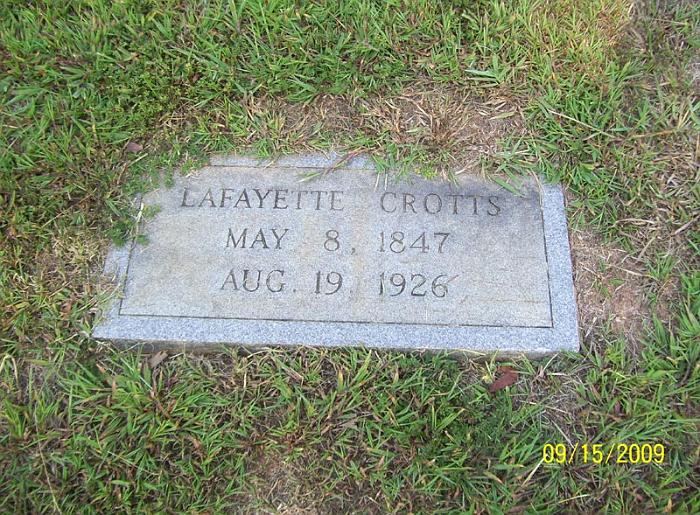 LAFAYETTE CROTTS
MAY 8, 1847
AUG. 19, 1926
09/15/2009